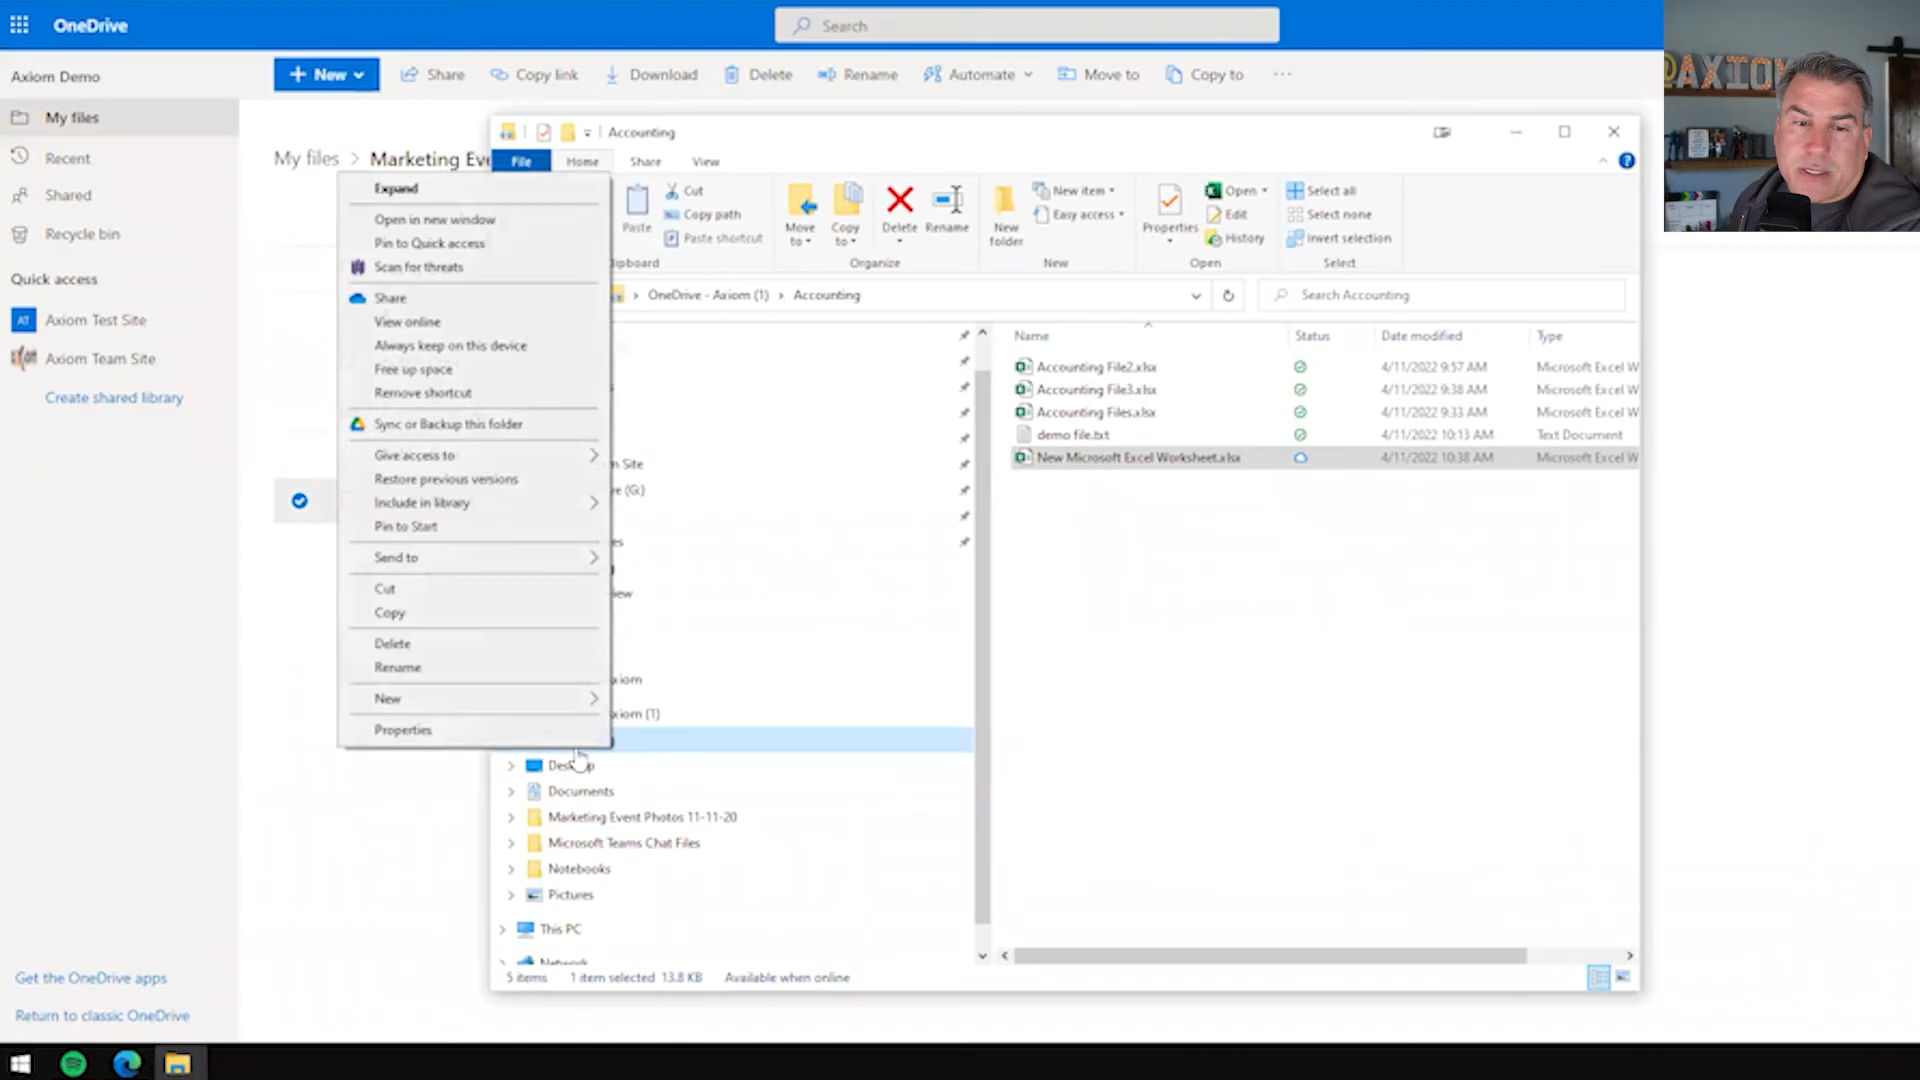 OneDrive
Search
Axiom Demo
New
Share
Copy link
Download
Delete
Rename
Automate
Move to
Copy to
My files
Recent
Shared
Recycle bin
Quick access
AT Axiom Test Site
Axiom Team Site
Create shared library
Get the OneDrive apps
Return to classic OneDrive
My files > Marketing Eve
Accounting
File
Home
Share
View
Paste
Cut
Copy path
Paste shortcut
Move to
Copy to
Delete
Rename
Organize
New folder
New item
Easy access
New
Properties
Open
Edit
History
Open
Select all
Select none
Invert selection
Select
OneDrive - Axiom (1) > Accounting
Search Accounting
Expand
Open in new window
Pin to Quick access
Scan for threats
Share
View online
Always keep on this device
Free up space
Remove shortcut
Sync or Backup this folder
Give access to
Restore previous versions
Include in library
Pin to Start
Send to
Cut
Copy
Delete
Rename
New
Properties
Site
(G:)
(1)
Documents
Marketing Event Photos 11-11-20
Microsoft Teams Chat Files
Notebooks
Pictures
This PC
Network
Name Status Date modified Type
Accounting File2.xlsx 4/11/2022 9:57 AM Microsoft Excel W
Accounting File3.xlsx 4/11/2022 9:38 AM Microsoft Excel W
Accounting Files.xlsx 4/11/2022 9:33 AM Microsoft Excel W
demo file.txt 4/11/2022 10:13 AM Text Document
New Microsoft Excel Worksheet.xlsx 4/11/2022 10:38 AM Microsoft Excel W
5 items 1 item selected 13.8 KB Available when online